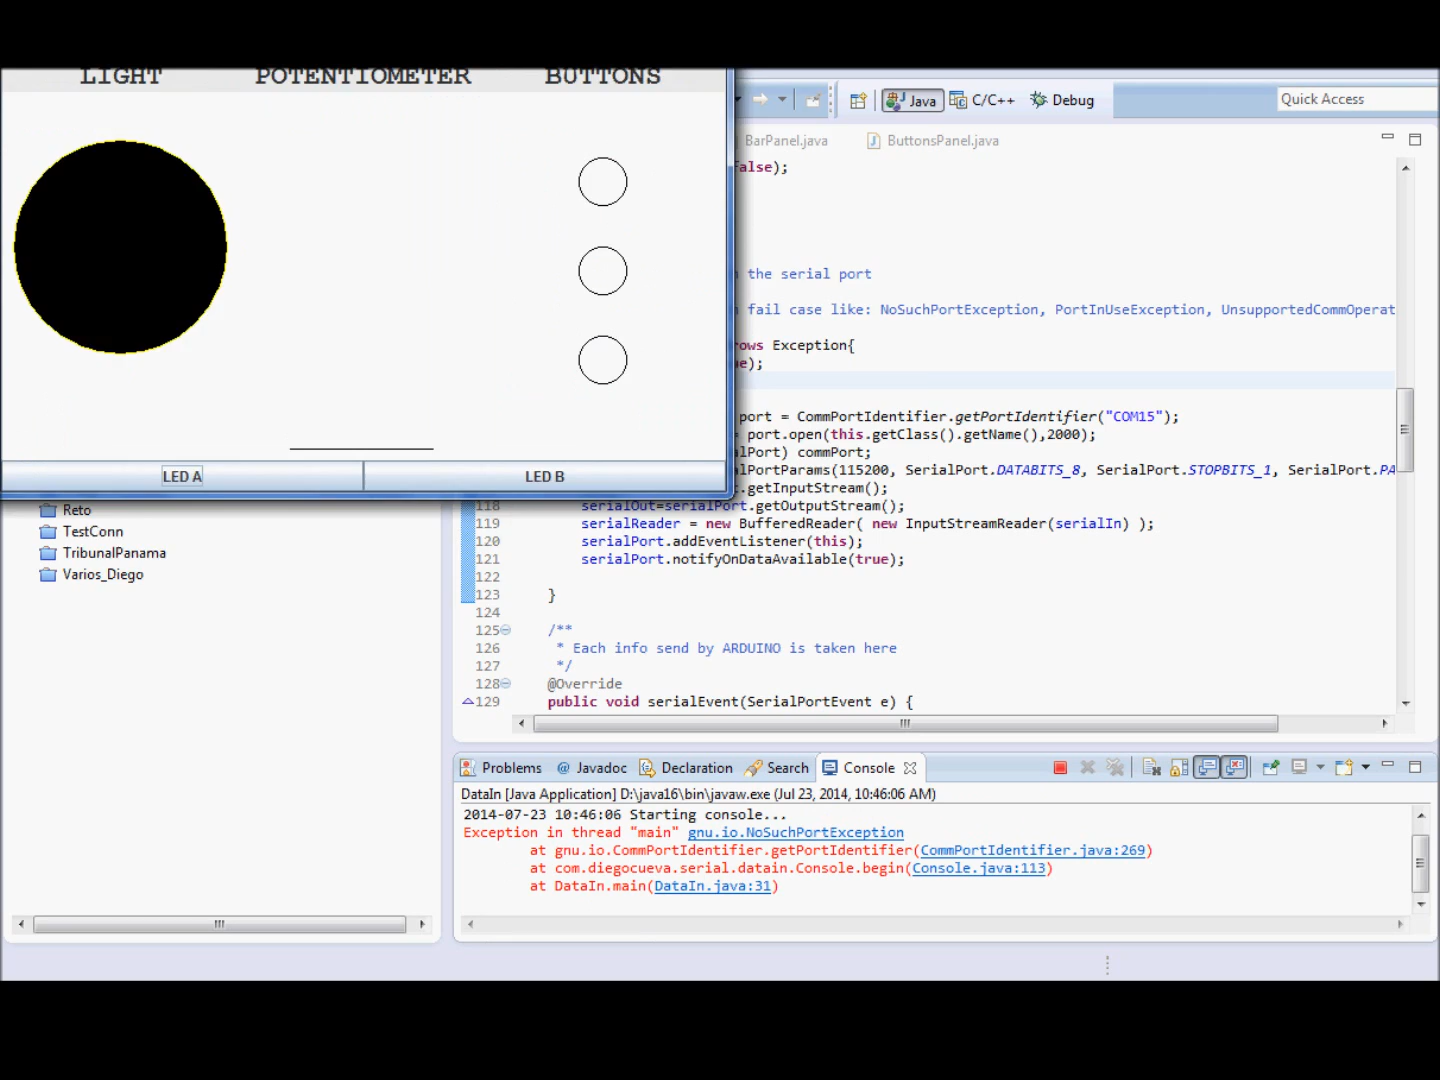 LIGHT POTENTIOMETER BUTTONS
LED A LED B
Reto
TestConn
TribunalPanama
Varios_Diego
Java C/C++ Debug Quick Access
BarPanel.java ButtonsPanel.java
false);
the serial port
fail case like: NoSuchPortException, PortInUseException, UnsupportedCommOperat
rows Exception{
ue);
port = CommPortIdentifier.getPortIdentifier("COM15");
= port.open(this.getClass().getName(),2000);
alPort) commPort;
alPortParams(115200, SerialPort.DATABITS_8, SerialPort.STOPBITS_1, SerialPort.PA
.getInputStream();
118 serialOut=serialPort.getOutputStream();
119 serialReader = new BufferedReader( new InputStreamReader(serialIn) );
120 serialPort.addEventListener(this);
121 serialPort.notifyOnDataAvailable(true);
122
123 }
124
125 /**
126 * Each info send by ARDUINO is taken here
127 */
128 @Override
129 public void serialEvent(SerialPortEvent e) {
Problems @ Javadoc Declaration Search Console
DataIn [Java Application] D:\java16\bin\javaw.exe (Jul 23, 2014, 10:46:06 AM)
2014-07-23 10:46:06 Starting console...
Exception in thread "main" gnu.io.NoSuchPortException
at gnu.io.CommPortIdentifier.getPortIdentifier(CommPortIdentifier.java:269)
at com.diegocueva.serial.datain.Console.begin(Console.java:113)
at DataIn.main(DataIn.java:31)